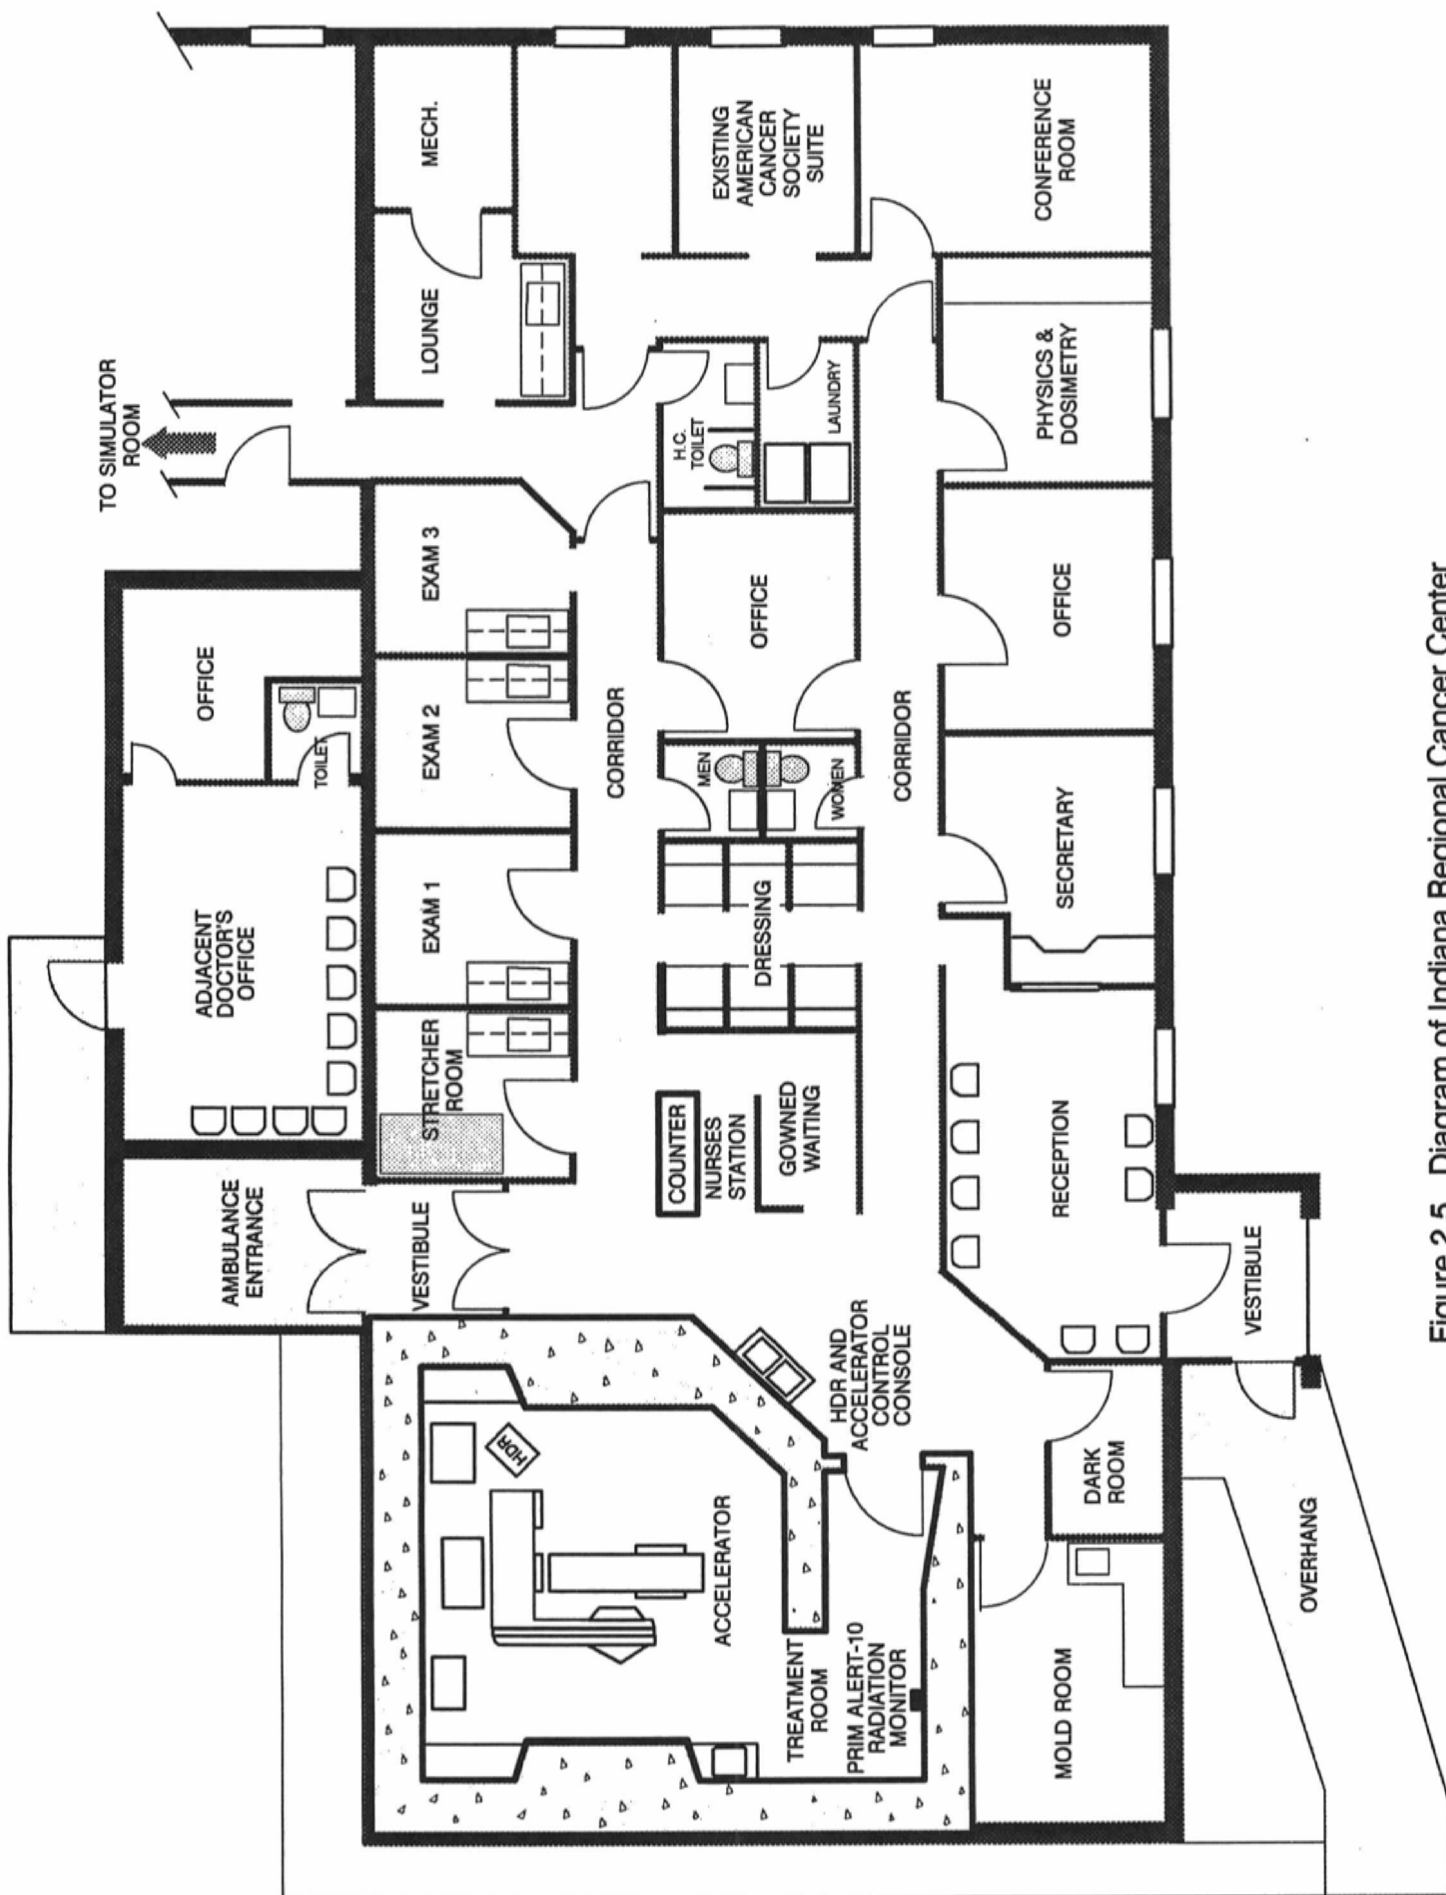 TO SIMULATOR
ROOM
MECH.
LOUNGE
EXISTING
AMERICAN
CANCER
SOCIETY
SUITE
CONFERENCE
ROOM
H.C.
TOILET
LAUNDRY
PHYSICS &
DOSIMETRY
OFFICE
TOILET
EXAM 3
EXAM 2
EXAM 1
CORRIDOR
OFFICE
MEN
WOMEN
CORRIDOR
OFFICE
SECRETARY
ADJACENT
DOCTOR'S
OFFICE
DRESSING
STRETCHER
ROOM
COUNTER
NURSES
STATION
GOWNED
WAITING
RECEPTION
AMBULANCE
ENTRANCE
VESTIBULE
VESTIBULE
HDR AND
ACCELERATOR
CONTROL
CONSOLE
HDR
ACCELERATOR
DARK
ROOM
OVERHANG
TREATMENT
ROOM
PRIM ALERT-10
RADIATION
MONITOR
MOLD ROOM
Figure 2.5 Diagram of Indiana Regional Cancer Center